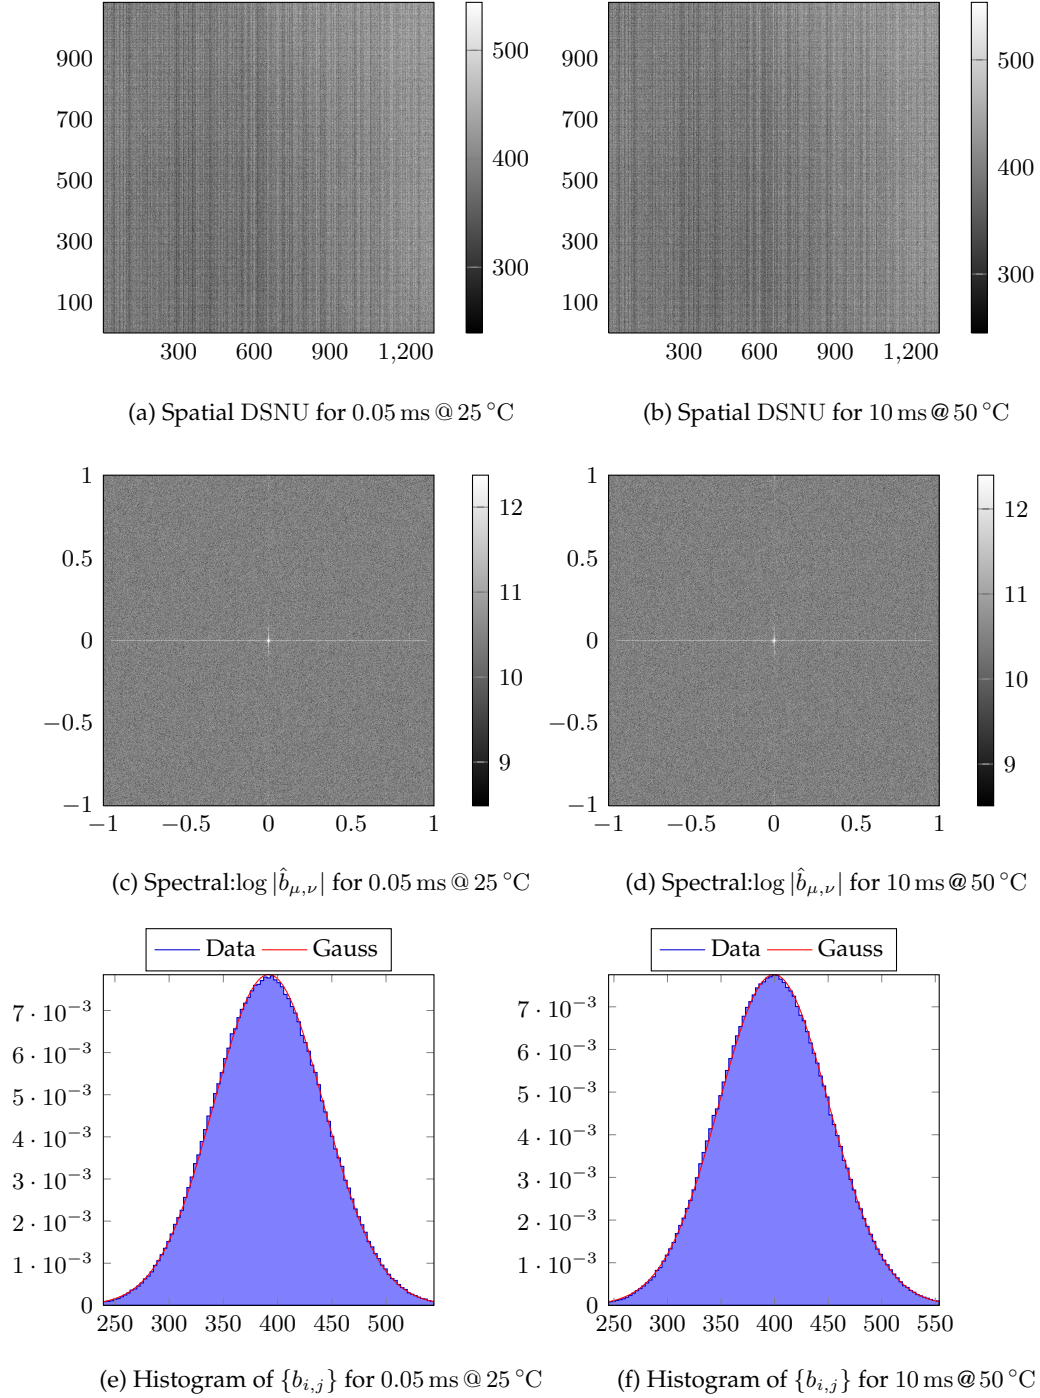 900
700
500
300
100
300 600 900 1,200
500
400
300
(a) Spatial DSNU for 0.05 ms @ 25 °C
900
700
500
300
100
300 600 900 1,200
500
400
300
(b) Spatial DSNU for 10 ms @ 50 °C
1
0.5
0
−0.5
−1
−1 −0.5 0 0.5 1
12
11
10
9
(c) Spectral:log |b̂μ,ν| for 0.05 ms @ 25 °C
1
0.5
0
−0.5
−1
−1 −0.5 0 0.5 1
12
11
10
9
(d) Spectral:log |b̂μ,ν| for 10 ms @ 50 °C
Data Gauss
7 · 10⁻³
6 · 10⁻³
5 · 10⁻³
4 · 10⁻³
3 · 10⁻³
2 · 10⁻³
1 · 10⁻³
0
250 300 350 400 450 500
(e) Histogram of {bi,j} for 0.05 ms @ 25 °C
Data Gauss
7 · 10⁻³
6 · 10⁻³
5 · 10⁻³
4 · 10⁻³
3 · 10⁻³
2 · 10⁻³
1 · 10⁻³
0
250 300 350 400 450 500 550
(f) Histogram of {bi,j} for 10 ms @ 50 °C